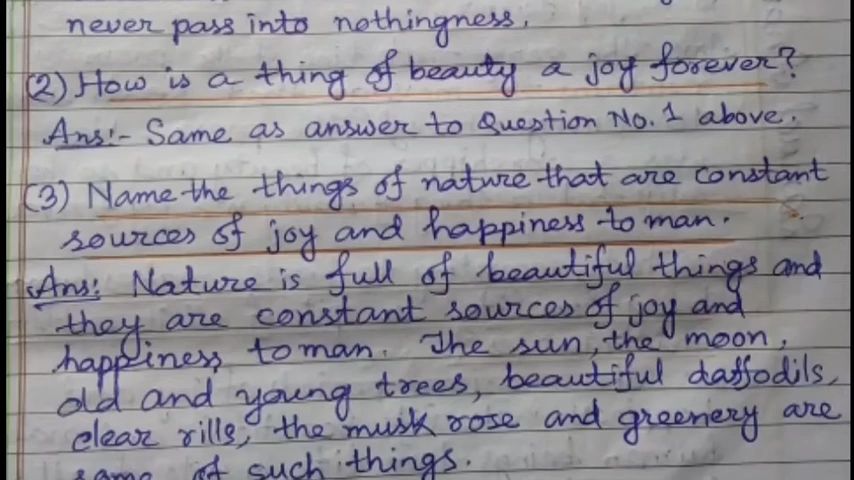 never pass into nothingness.
(2) How is a thing of beauty a joy forever?
Ans:- Same as answer to Question No. 1 above.
(3) Name the things of nature that are constant
sources of joy and happiness to man.
Ans: Nature is full of beautiful things and
they are constant sources of joy and
happiness to man. The sun, the moon,
old and young trees, beautiful daffodils,
clear rills, the musk rose and greenery are
some of such things.